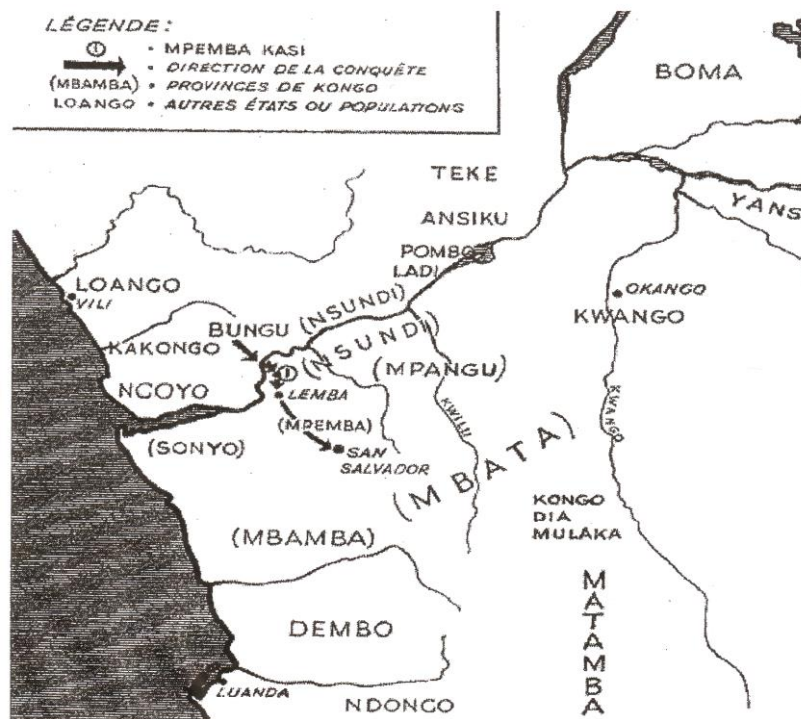 LÉGENDE:
① • MPEMBA KASI
• DIRECTION DE LA CONQUÊTE
(MBAMBA) • PROVINCES DE KONGO
LOANGO • AUTRES ÉTATS OU POPULATIONS
BOMA
TEKE
YANS
ANSIKU
POMBO
LADI
LOANGO
VILI
OKANGO
KWANGO
BUNGU
(NSUNDI)
(NSUNDI)
KAKONGO
(MPANGU)
①
NGOYO
LEMBA
KWILU
KWANGO
(MPEMBA)
(SONYO)
SAN
SALVADOR
(MBATA)
KONGO
DIA
MULAKA
(MBAMBA)
MATAMBA
DEMBO
LUANDA
NDONGO